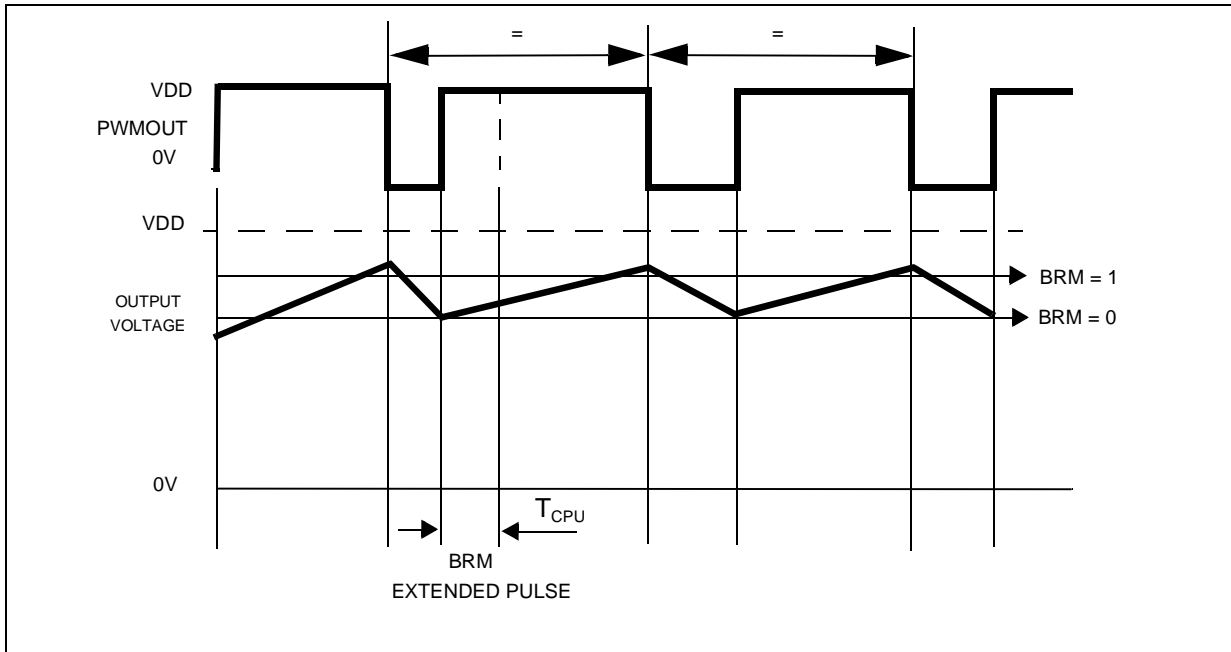 = =
VDD
PWMOUT
0V
VDD
BRM = 1
OUTPUT
VOLTAGE
BRM = 0
0V
TCPU
BRM
EXTENDED PULSE